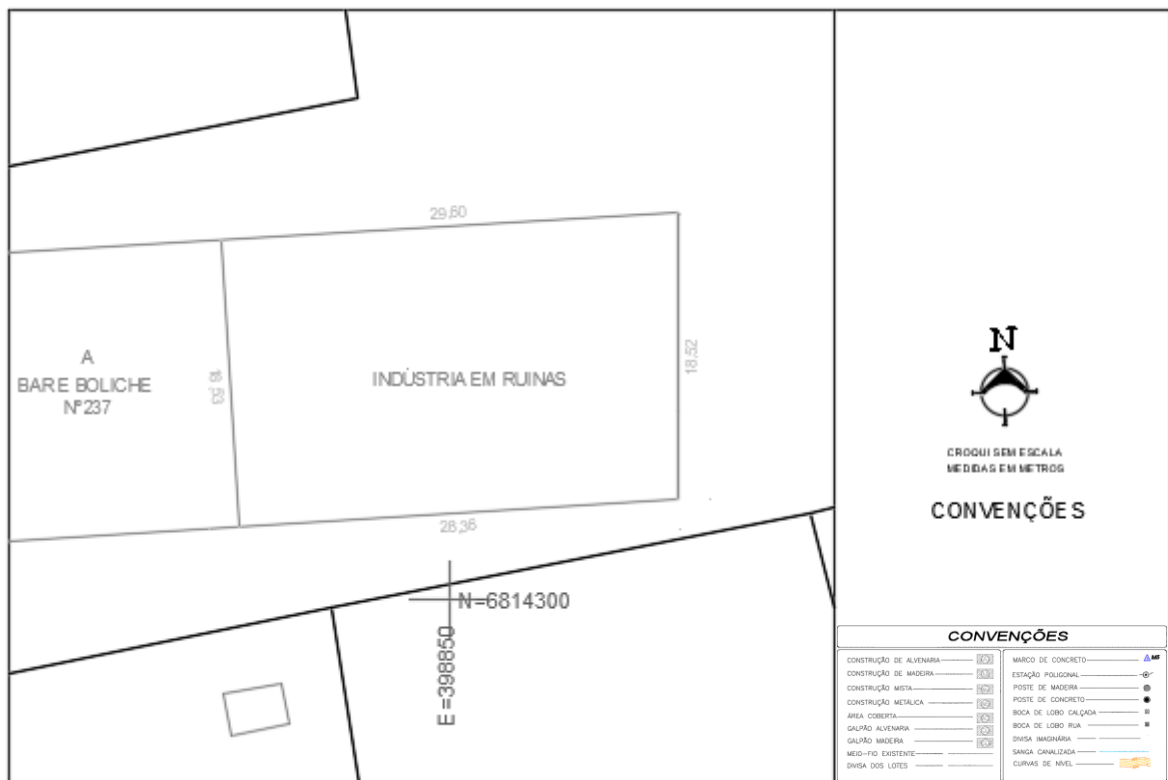 29,60
A
BAR E BOLICHE
Nº237
18,53
INDÚSTRIA EM RUINAS
18,52
28,36
N=6814300
E=398850
N
CROQUI SEM ESCALA
MEDIDAS EM METROS
CONVENÇÕES
CONVENÇÕES
CONSTRUÇÃO DE ALVENARIA
CONSTRUÇÃO DE MADEIRA
CONSTRUÇÃO MISTA
CONSTRUÇÃO METÁLICA
ÁREA COBERTA
GALPÃO ALVENARIA
GALPÃO MADEIRA
MEIO-FIO EXISTENTE
DIVISA DOS LOTES
MARCO DE CONCRETO
ESTAÇÃO POLIGONAL
POSTE DE MADEIRA
POSTE DE CONCRETO
BOCA DE LOBO CALÇADA
BOCA DE LOBO RUA
DIVISA IMAGINÁRIA
SANGA CANALIZADA
CURVAS DE NÍVEL